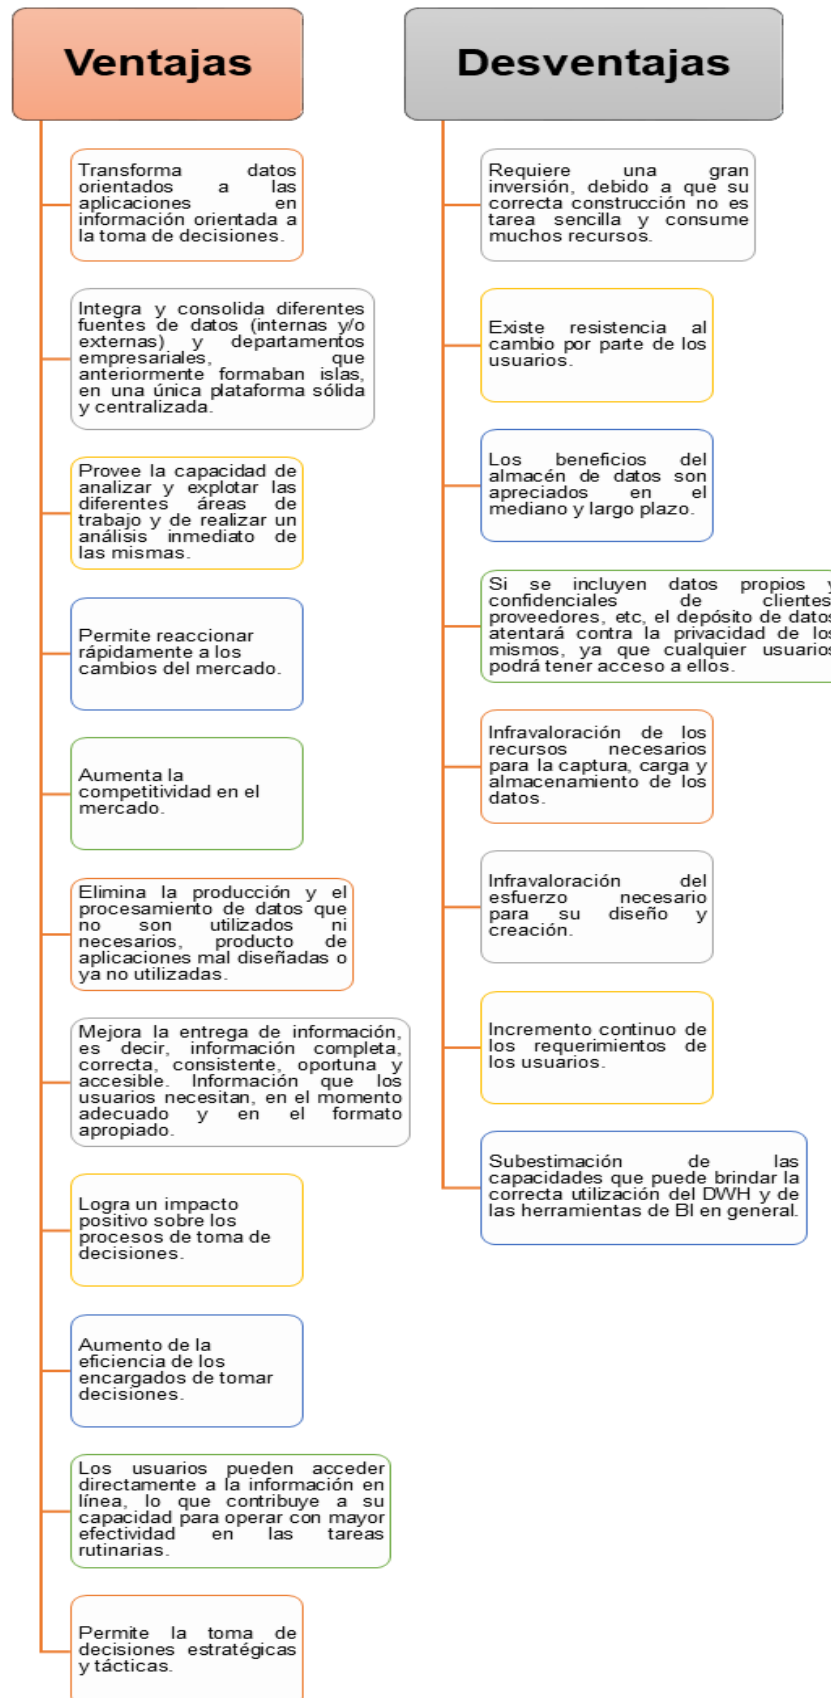 Ventajas
Transforma datos
orientados a las
aplicaciones en
información orientada a
la toma de decisiones.
Integra y consolida diferentes
fuentes de datos (internas y/o
externas) y departamentos
empresariales, que
anteriormente formaban islas,
en una única plataforma sólida
y centralizada.
Provee la capacidad de
analizar y explotar las
diferentes áreas de
trabajo y de realizar un
análisis inmediato de
las mismas.
Permite reaccionar
rápidamente a los
cambios del mercado.
Aumenta la
competitividad en el
mercado.
Elimina la producción y el
procesamiento de datos que
no son utilizados ni
necesarios, producto de
aplicaciones mal diseñadas o
ya no utilizadas.
Mejora la entrega de información,
es decir, información completa,
correcta, consistente, oportuna y
accesible. Información que los
usuarios necesitan, en el momento
adecuado y en el formato
apropiado.
Logra un impacto
positivo sobre los
procesos de toma de
decisiones.
Aumento de la
eficiencia de los
encargados de tomar
decisiones.
Los usuarios pueden acceder
directamente a la información en
línea, lo que contribuye a su
capacidad para operar con mayor
efectividad en las tareas
rutinarias.
Permite la toma de
decisiones estratégicas
y tácticas.
Desventajas
Requiere una gran
inversión, debido a que su
correcta construcción no es
tarea sencilla y consume
muchos recursos.
Existe resistencia al
cambio por parte de los
usuarios.
Los beneficios del
almacén de datos son
apreciados en el
mediano y largo plazo.
Si se incluyen datos propios y
confidenciales de clientes,
proveedores, etc, el depósito de datos
atentará contra la privacidad de los
mismos, ya que cualquier usuarios
podrá tener acceso a ellos.
Infravaloración de los
recursos necesarios
para la captura, carga y
almacenamiento de los
datos.
Infravaloración del
esfuerzo necesario
para su diseño y
creación.
Incremento continuo de
los requerimientos de
los usuarios.
Subestimación de las
capacidades que puede brindar la
correcta utilización del DWH y de
las herramientas de BI en general.